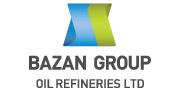 BAZAN GROUP
OIL REFINERIES LTD